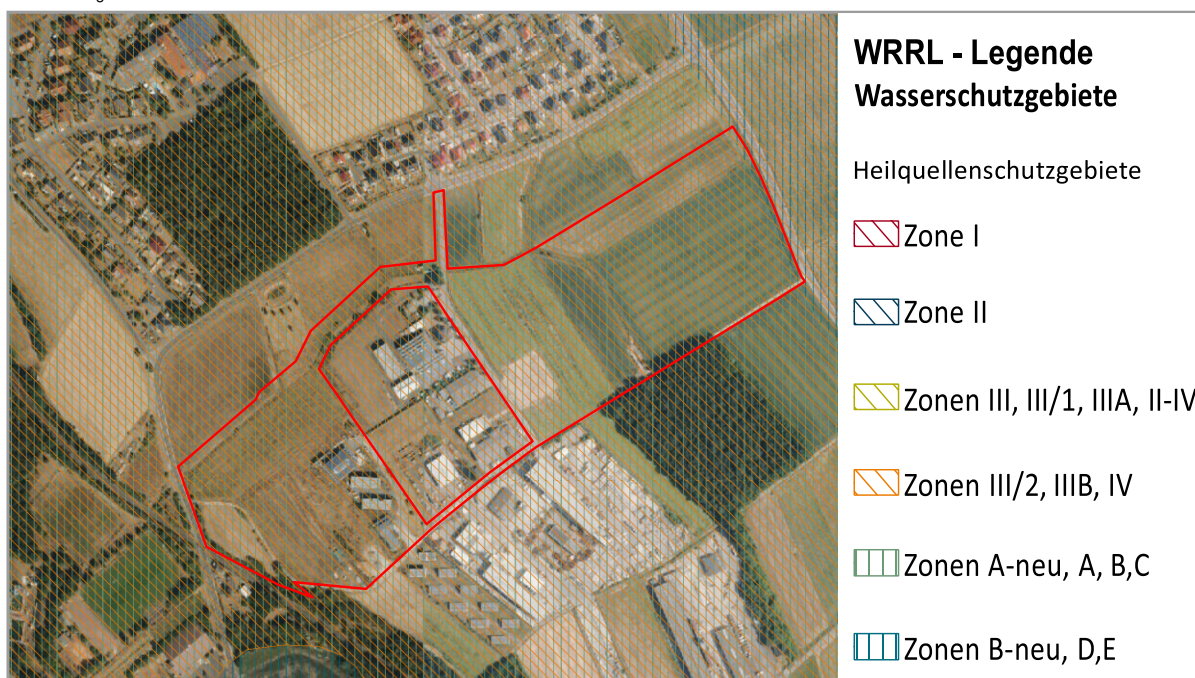 WRRL - Legende
Wasserschutzgebiete
Heilquellenschutzgebiete
Zone I
Zone II
Zonen III, III/1, IIIA, II-IV
Zonen III/2, IIIB, IV
Zonen A-neu, A, B,C
Zonen B-neu, D,E